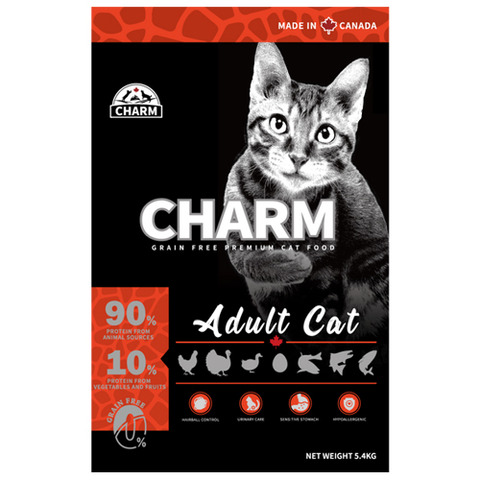 MADE IN CANADA
CHARM
CHARM
GRAIN FREE PREMIUM CAT FOOD
Adult Cat
90%
PROTEIN FROM
ANIMAL SOURCES
10%
PROTEIN FROM
VEGETABLES AND FRUITS
GRAIN FREE
0%
HAIRBALL CONTROL
URINARY CARE
SENSITIVE STOMACH
HYPOALLERGENIC
NET WEIGHT 5.4KG